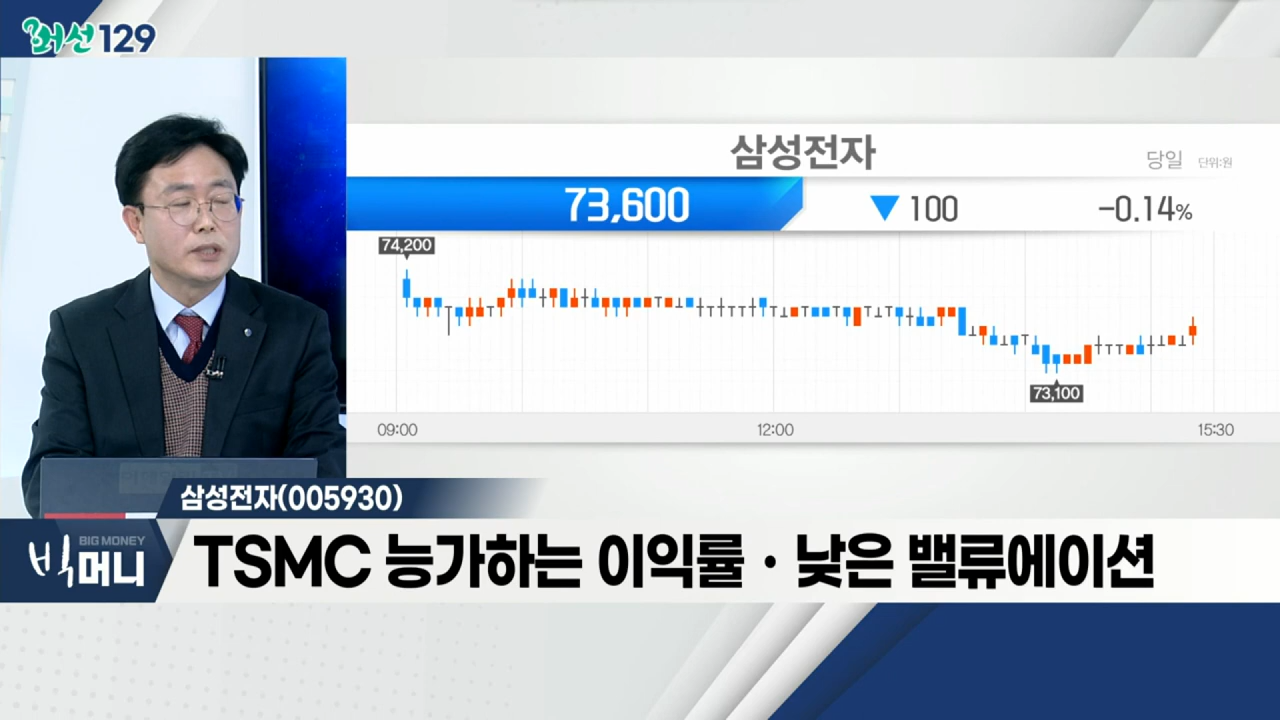 머선129
삼성전자
당일 단위:원
73,600 ▼100 -0.14%
74,200
73,100
09:00 12:00 15:30
삼성전자(005930)
BIG MONEY
빅머니
TSMC 능가하는 이익률·낮은 밸류에이션